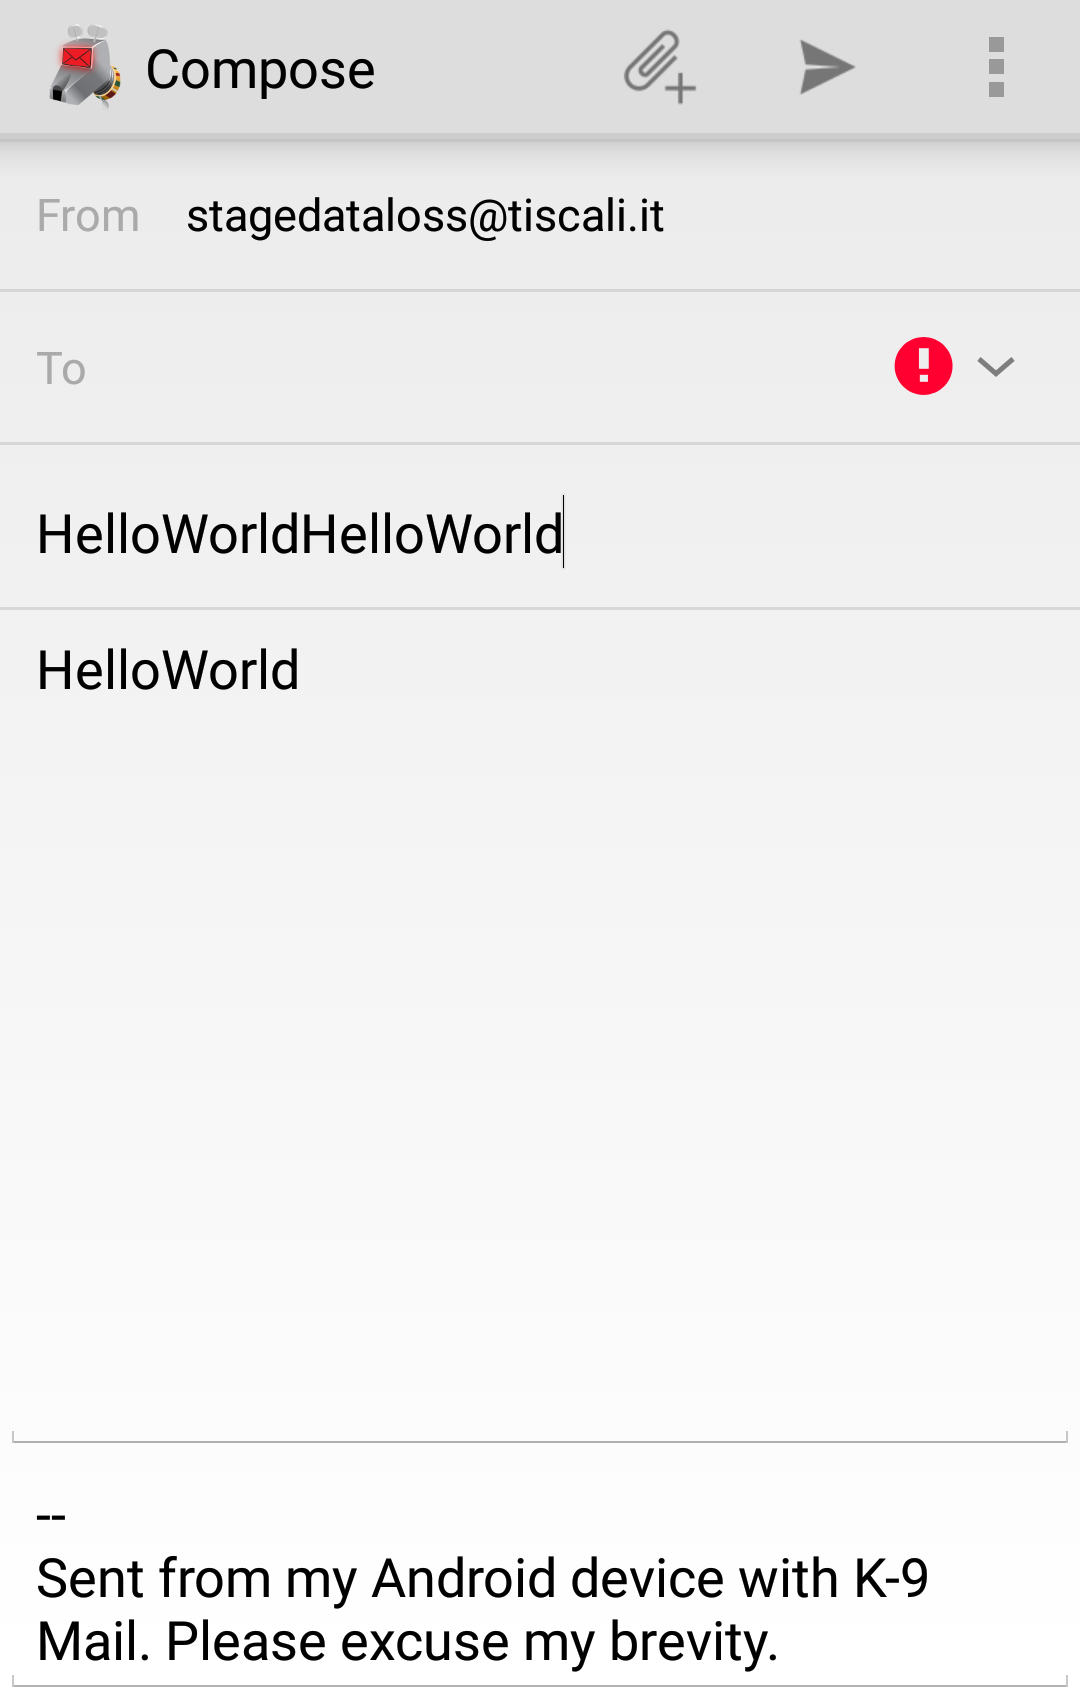 Compose
From stagedataloss@tiscali.it
To
HelloWorldHelloWorld
HelloWorld
--
Sent from my Android device with K-9
Mail. Please excuse my brevity.